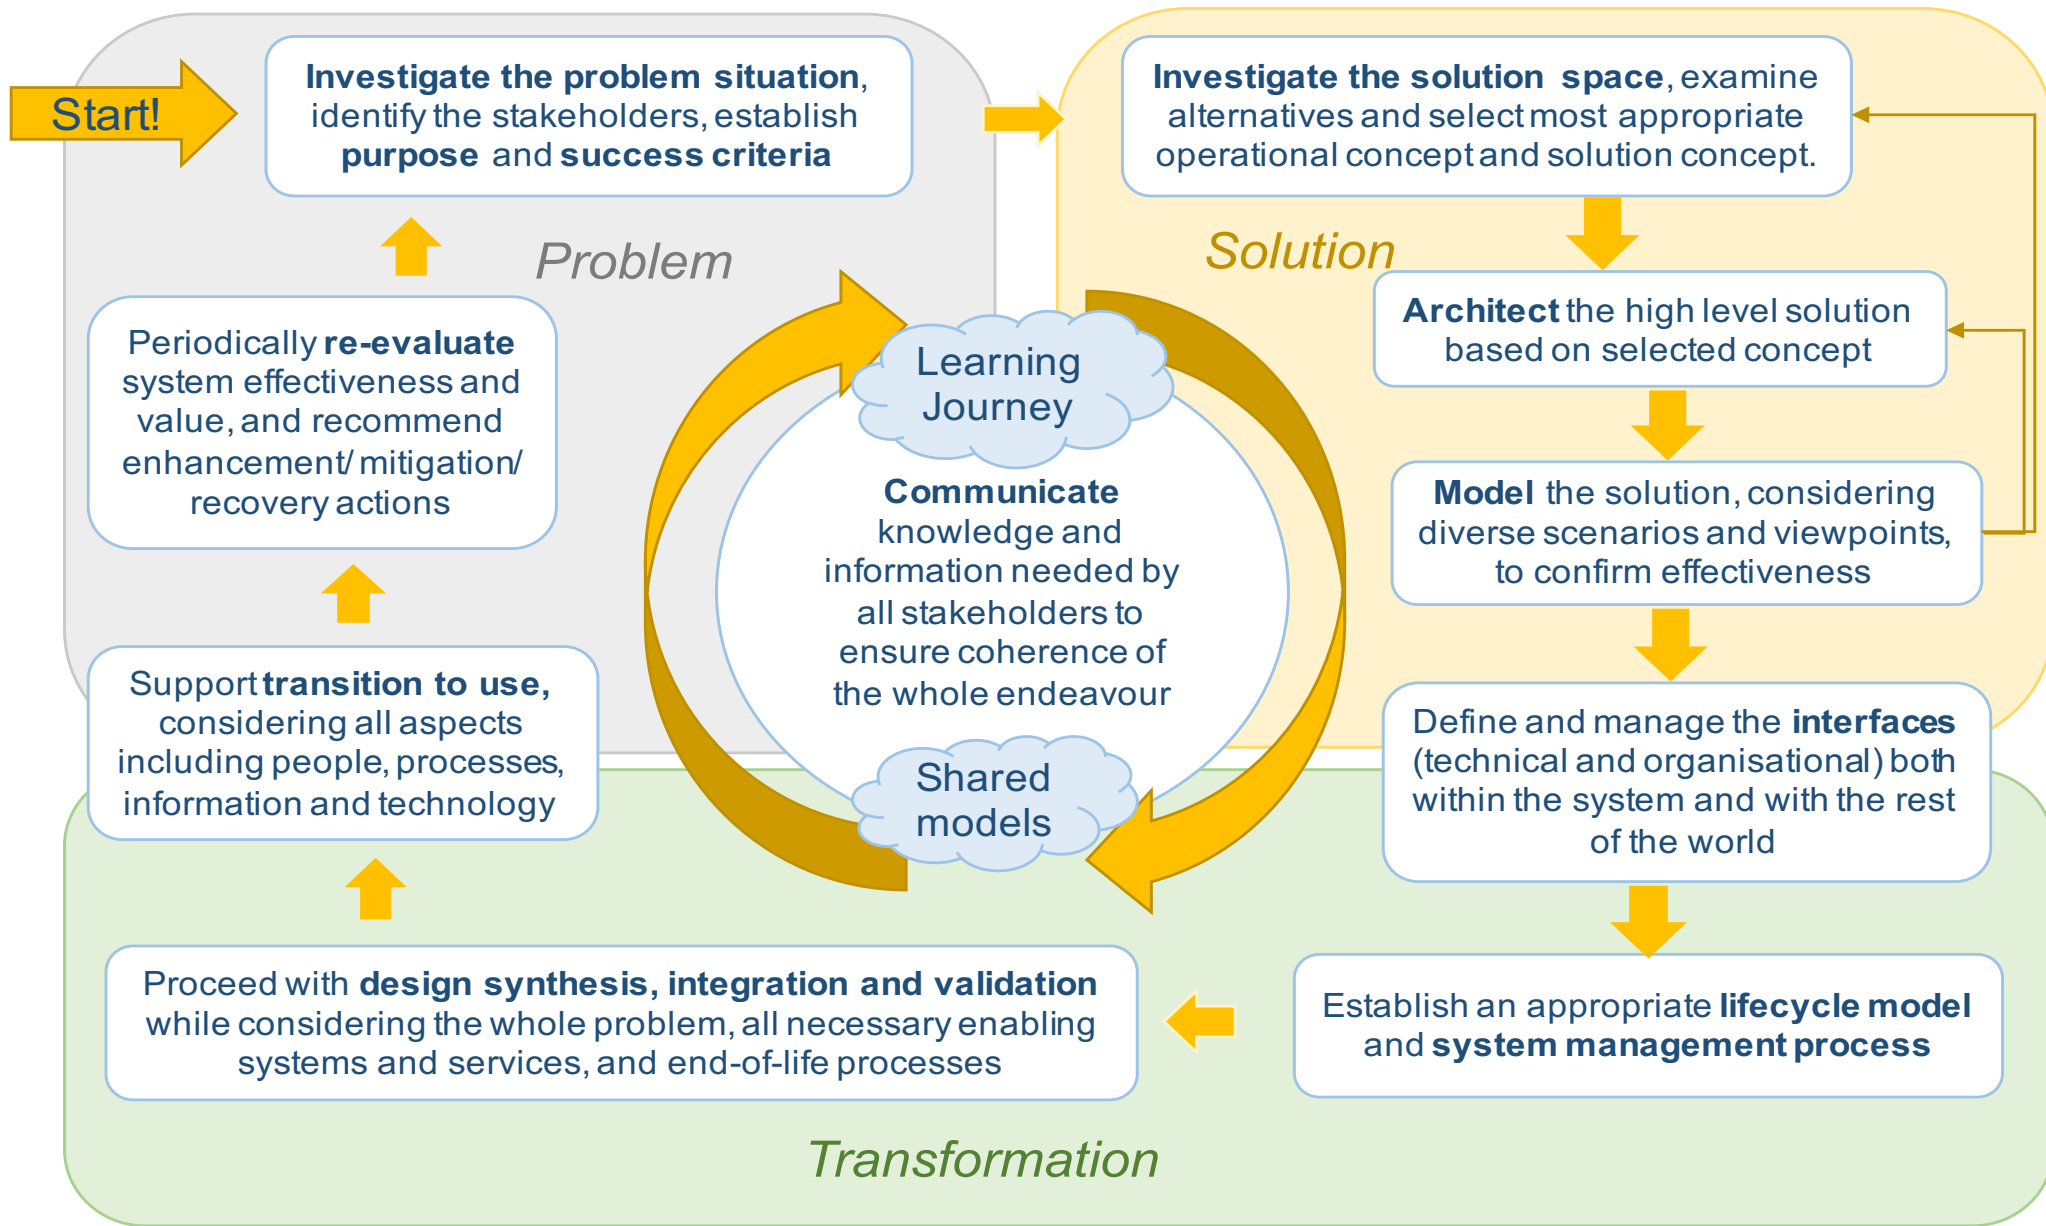 Start!
Investigate the problem situation,
identify the stakeholders, establish
purpose and success criteria
Investigate the solution space, examine
alternatives and select most appropriate
operational concept and solution concept.
Problem
Solution
Architect the high level solution
based on selected concept
Periodically re-evaluate
system effectiveness and
value, and recommend
enhancement/ mitigation/
recovery actions
Learning
Journey
Communicate
knowledge and
information needed by
all stakeholders to
ensure coherence of
the whole endeavour
Model the solution, considering
diverse scenarios and viewpoints,
to confirm effectiveness
Support transition to use,
considering all aspects
including people, processes,
information and technology
Shared
models
Define and manage the interfaces
(technical and organisational) both
within the system and with the rest
of the world
Proceed with design synthesis, integration and validation
while considering the whole problem, all necessary enabling
systems and services, and end-of-life processes
Establish an appropriate lifecycle model
and system management process
Transformation